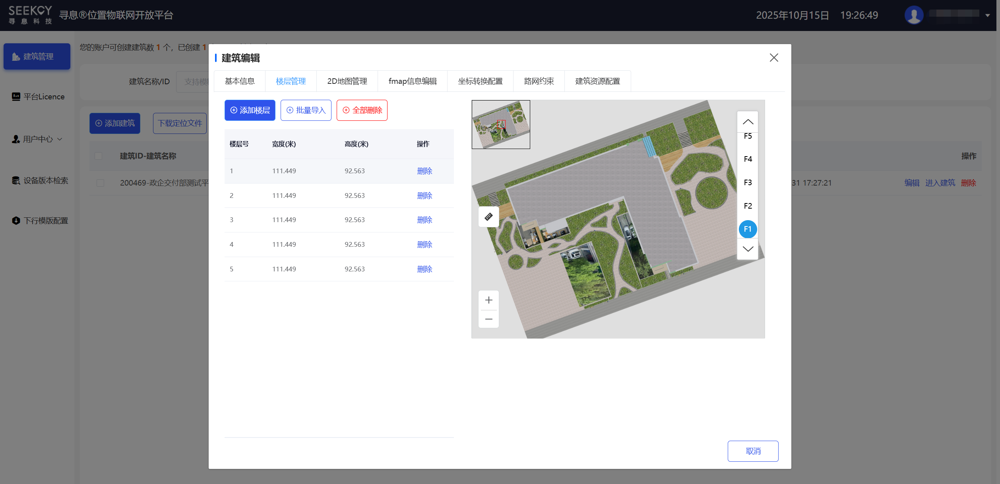 SEEKCY
寻息科技
寻息®位置物联网开放平台
2025年10月15日 19:26:49
建筑管理
平台Licence
用户中心
设备版本检索
下行模版配置
您的账户可创建建筑数 1 个，已创建 1
建筑名称/ID
支持模
添加建筑
下载定位文件
建筑ID-建筑名称
操作
200469-政企交付部测试平
31 17:27:21
编辑 进入建筑 删除
建筑编辑
基本信息 楼层管理 2D地图管理 fmap信息编辑 坐标转换配置 路网约束 建筑资源配置
添加楼层 批量导入 全部删除
楼层号 宽度(米) 高度(米) 操作
1 111.449 92.563 删除
2 111.449 92.563 删除
3 111.449 92.563 删除
4 111.449 92.563 删除
5 111.449 92.563 删除
F5
F4
F3
F2
F1
取消